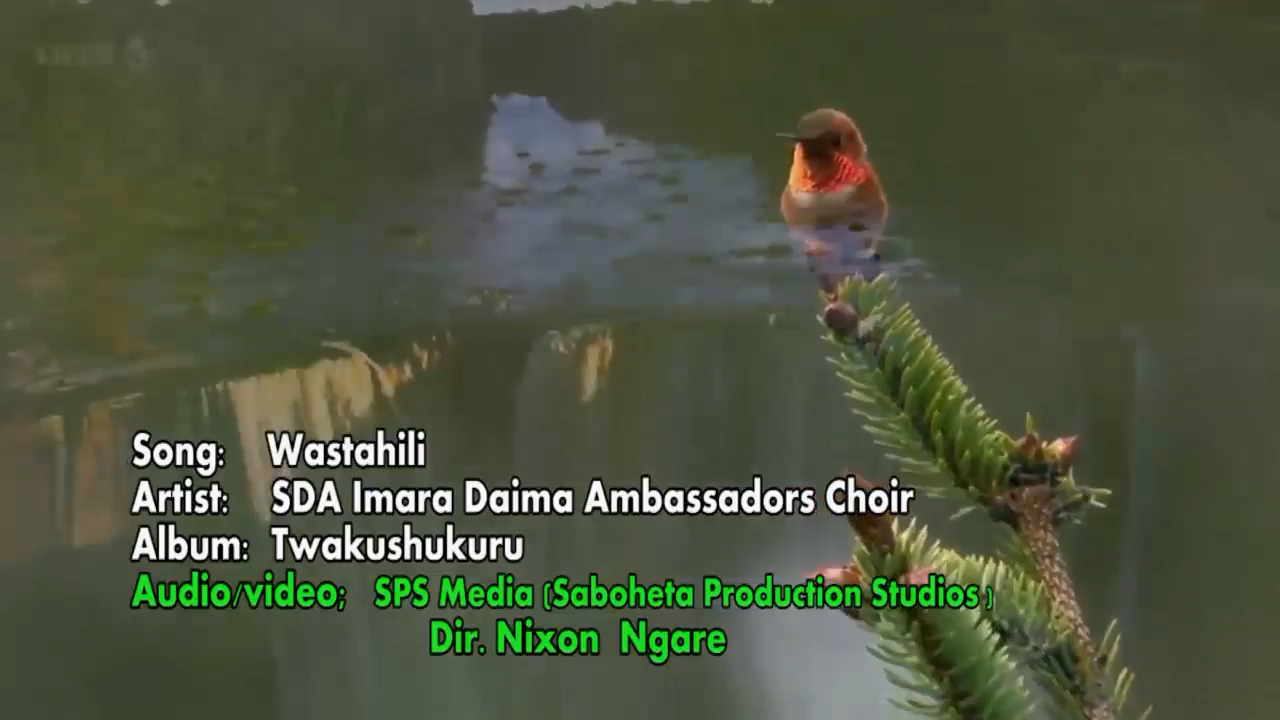 Song: Wastahili
Artist: SDA Imara Daima Ambassadors Choir
Album: Twakushukuru
Audio/video; SPS Media (Saboheta Production Studios )
Dir. Nixon Ngare